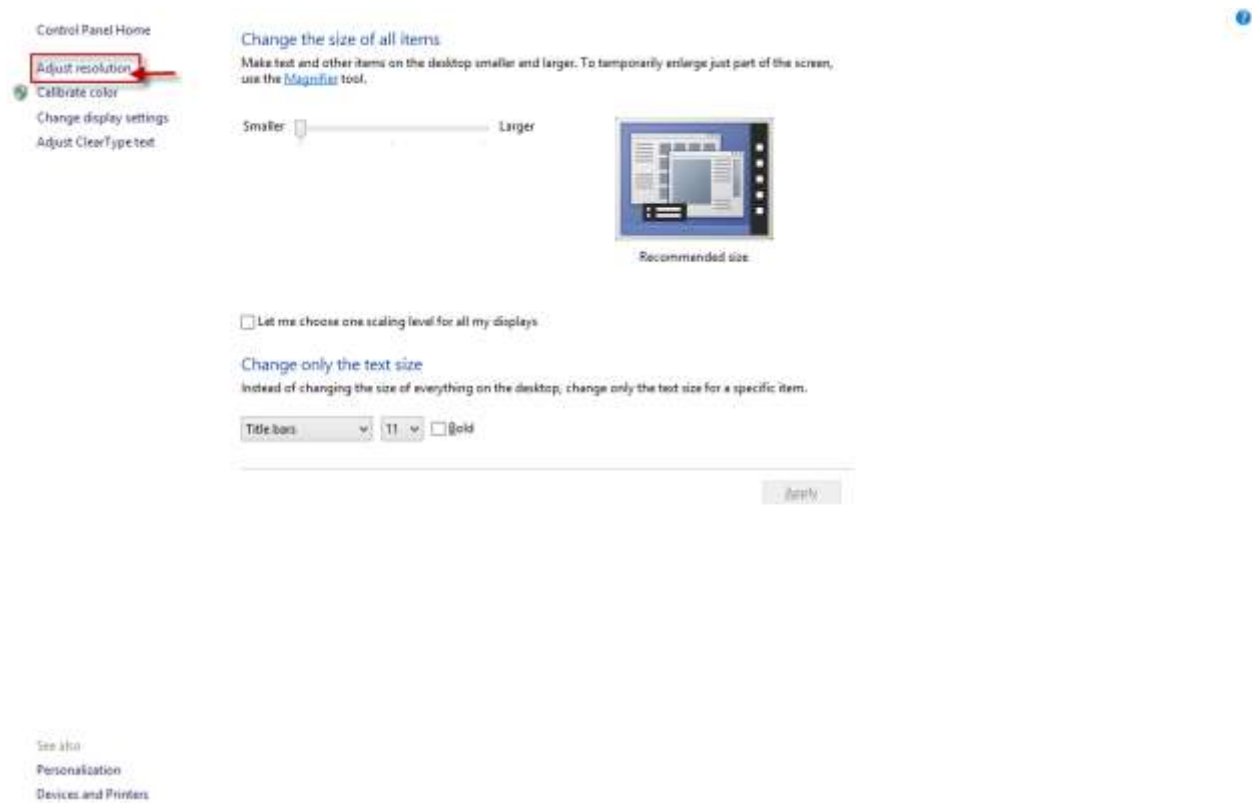 Control Panel Home
Adjust resolution
Calibrate color
Change display settings
Adjust ClearType text
Change the size of all items
Make text and other items on the desktop smaller and larger. To temporarily enlarge just part of the screen,
use the Magnifier tool.
Smaller Larger
Recommended size
Let me choose one scaling level for all my displays
Change only the text size
Instead of changing the size of everything on the desktop, change only the text size for a specific item.
Title bars 11 Bold
Apply
See also
Personalization
Devices and Printers